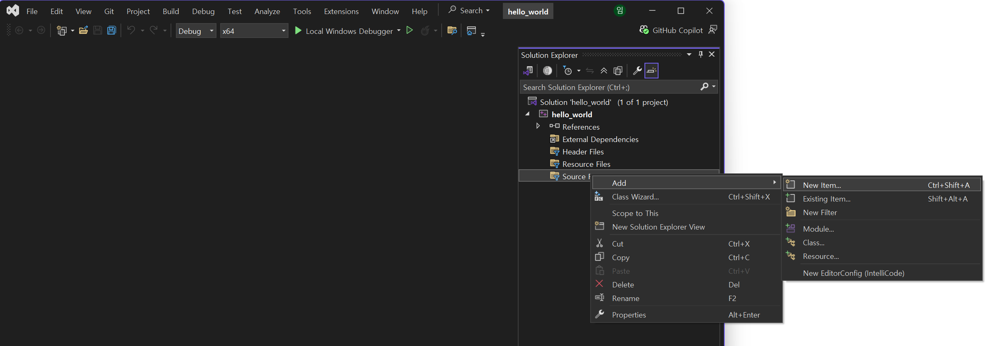 File Edit View Git Project Build Debug Test Analyze Tools Extensions Window Help Search hello_world 임
Debug x64 Local Windows Debugger GitHub Copilot
Solution Explorer
Search Solution Explorer (Ctrl+;)
Solution 'hello_world' (1 of 1 project)
hello_world
References
External Dependencies
Header Files
Resource Files
Source F
Add
Class Wizard... Ctrl+Shift+X
Scope to This
New Solution Explorer View
Cut Ctrl+X
Copy Ctrl+C
Paste Ctrl+V
Delete Del
Rename F2
Properties Alt+Enter
New Item... Ctrl+Shift+A
Existing Item... Shift+Alt+A
New Filter
Module...
Class...
Resource...
New EditorConfig (IntelliCode)